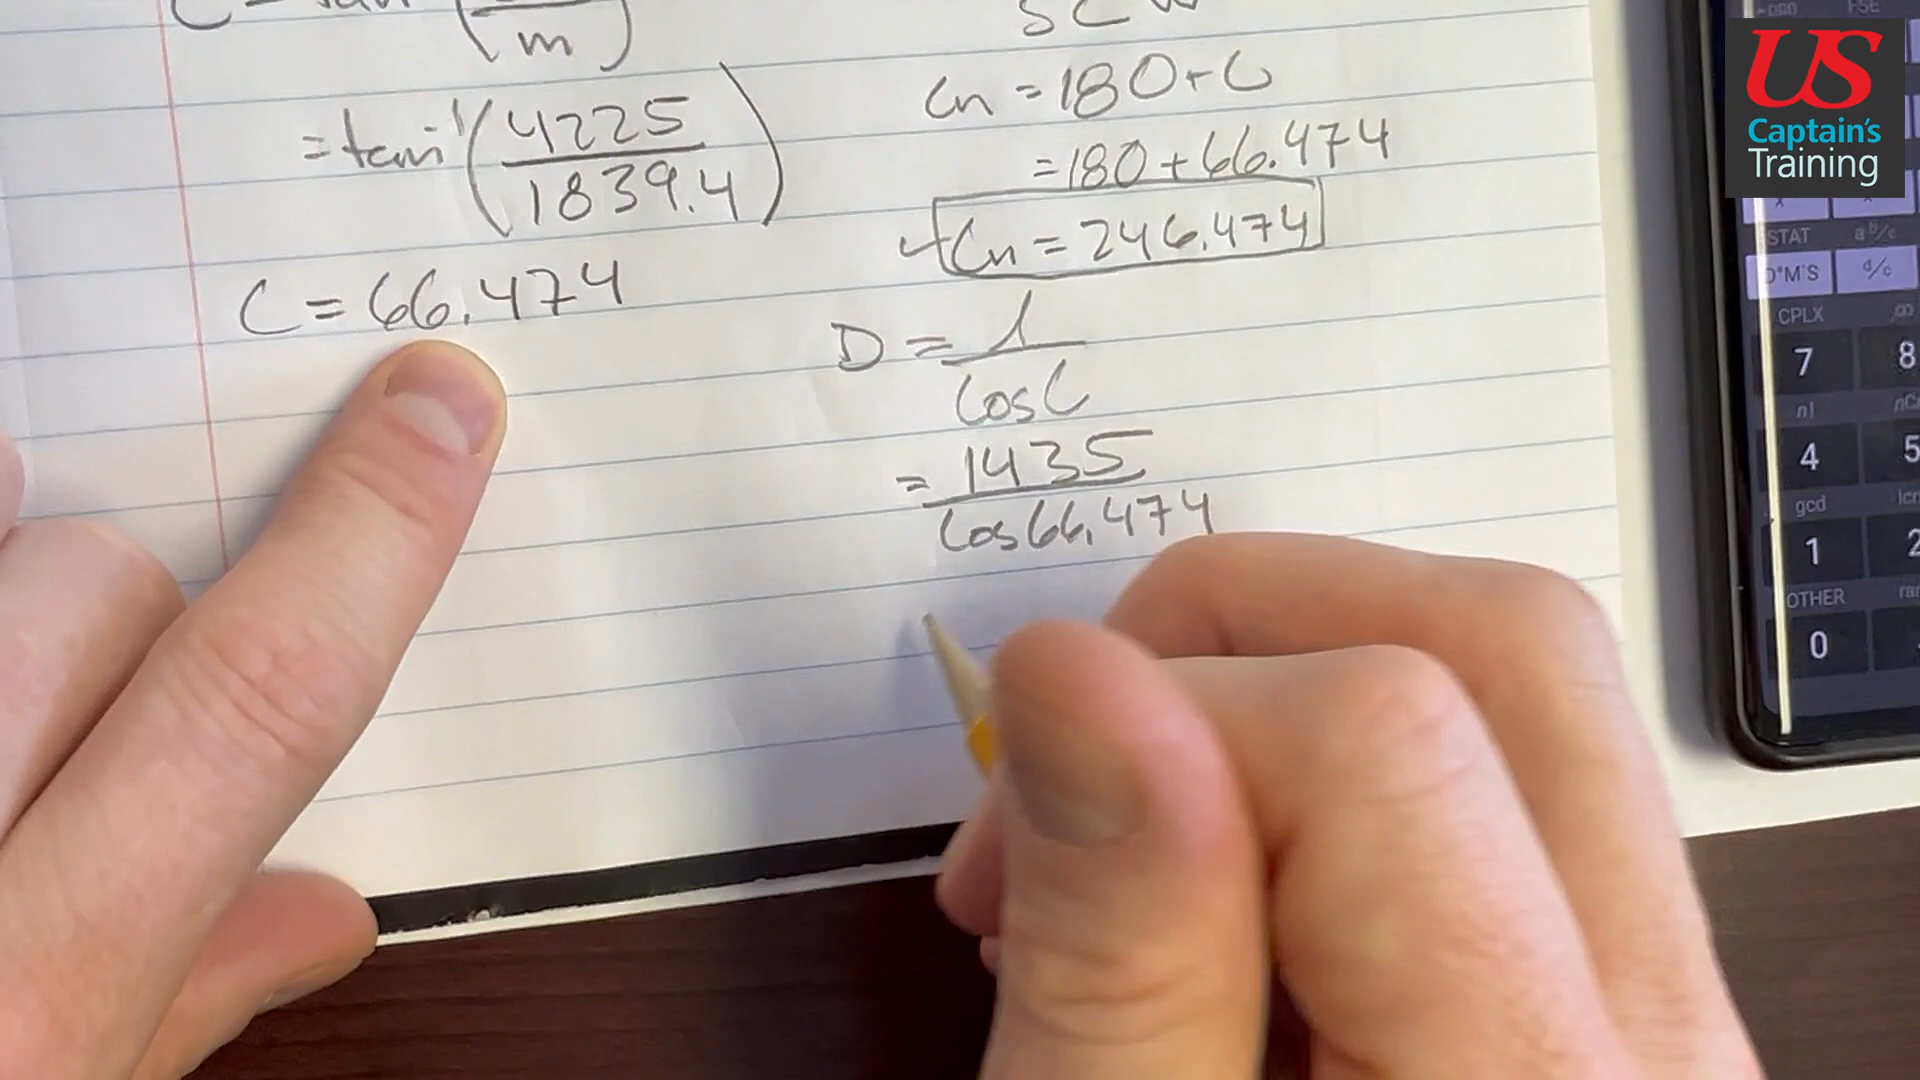 m
= tan⁻¹(4225/1839.4)
C = 66.474
S C W
Cn = 180 + C
= 180 + 66.474
Cn = 246.474
D = l/Cos C
= 1435/Cos 66.474
US
Captain's
Training
STAT
D°M'S
d/c
CPLX
7
8
n!
4
5
gcd
1
2
OTHER
0